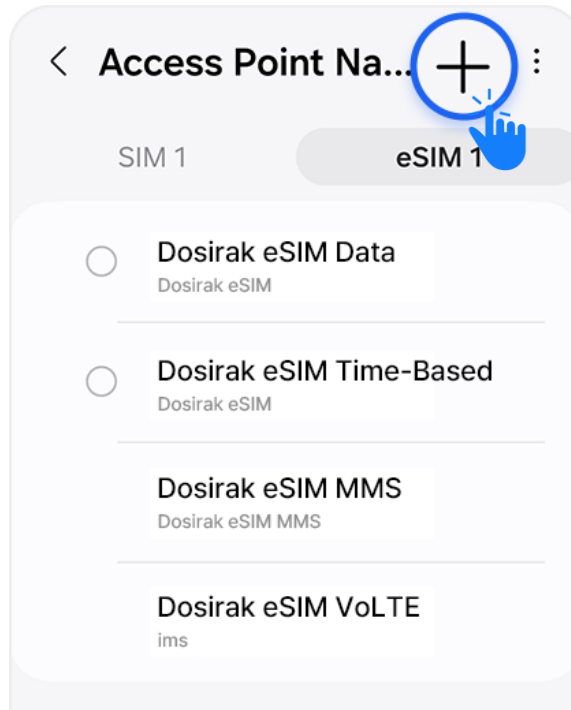 Access Point Na...
SIM 1
eSIM 1
Dosirak eSIM Data
Dosirak eSIM
Dosirak eSIM Time-Based
Dosirak eSIM
Dosirak eSIM MMS
Dosirak eSIM MMS
Dosirak eSIM VoLTE
ims